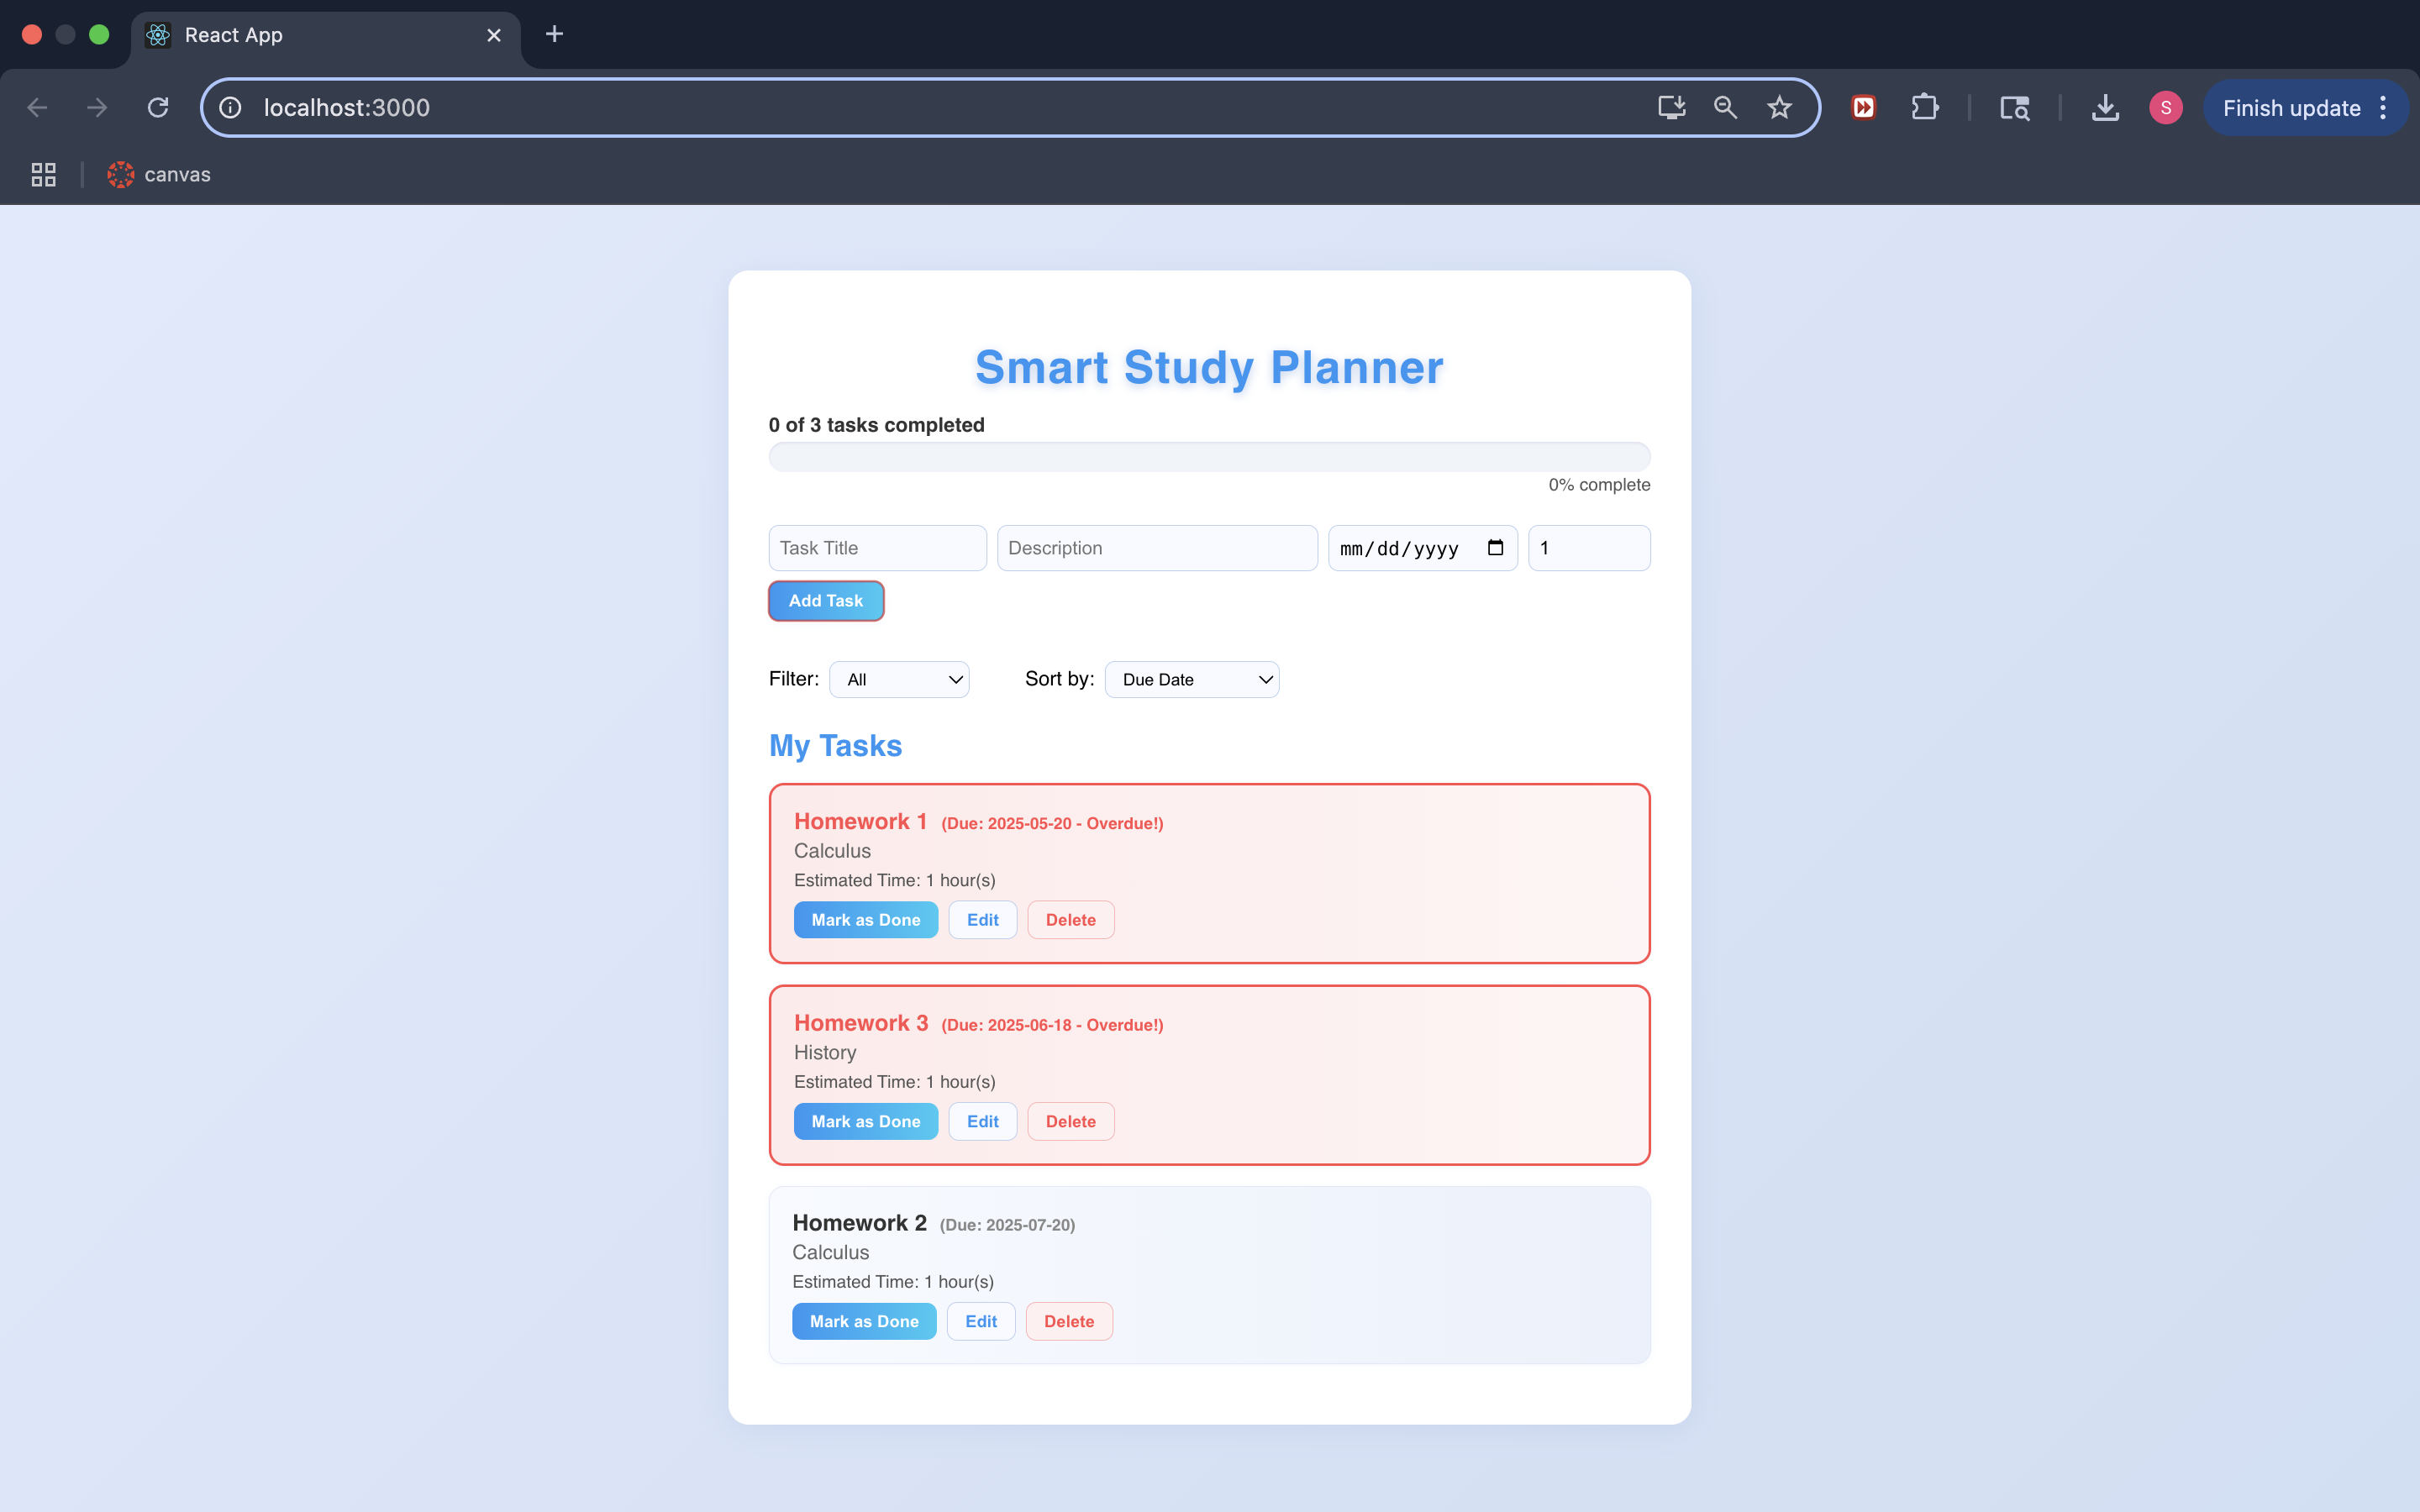 React App
localhost:3000
S
Finish update
canvas
Smart Study Planner
0 of 3 tasks completed
0% complete
Task Title
Description
mm/dd/yyyy
1
Add Task
Filter: All Sort by: Due Date
My Tasks
Homework 1 (Due: 2025-05-20 - Overdue!)
Calculus
Estimated Time: 1 hour(s)
Mark as Done Edit Delete
Homework 3 (Due: 2025-06-18 - Overdue!)
History
Estimated Time: 1 hour(s)
Mark as Done Edit Delete
Homework 2 (Due: 2025-07-20)
Calculus
Estimated Time: 1 hour(s)
Mark as Done Edit Delete